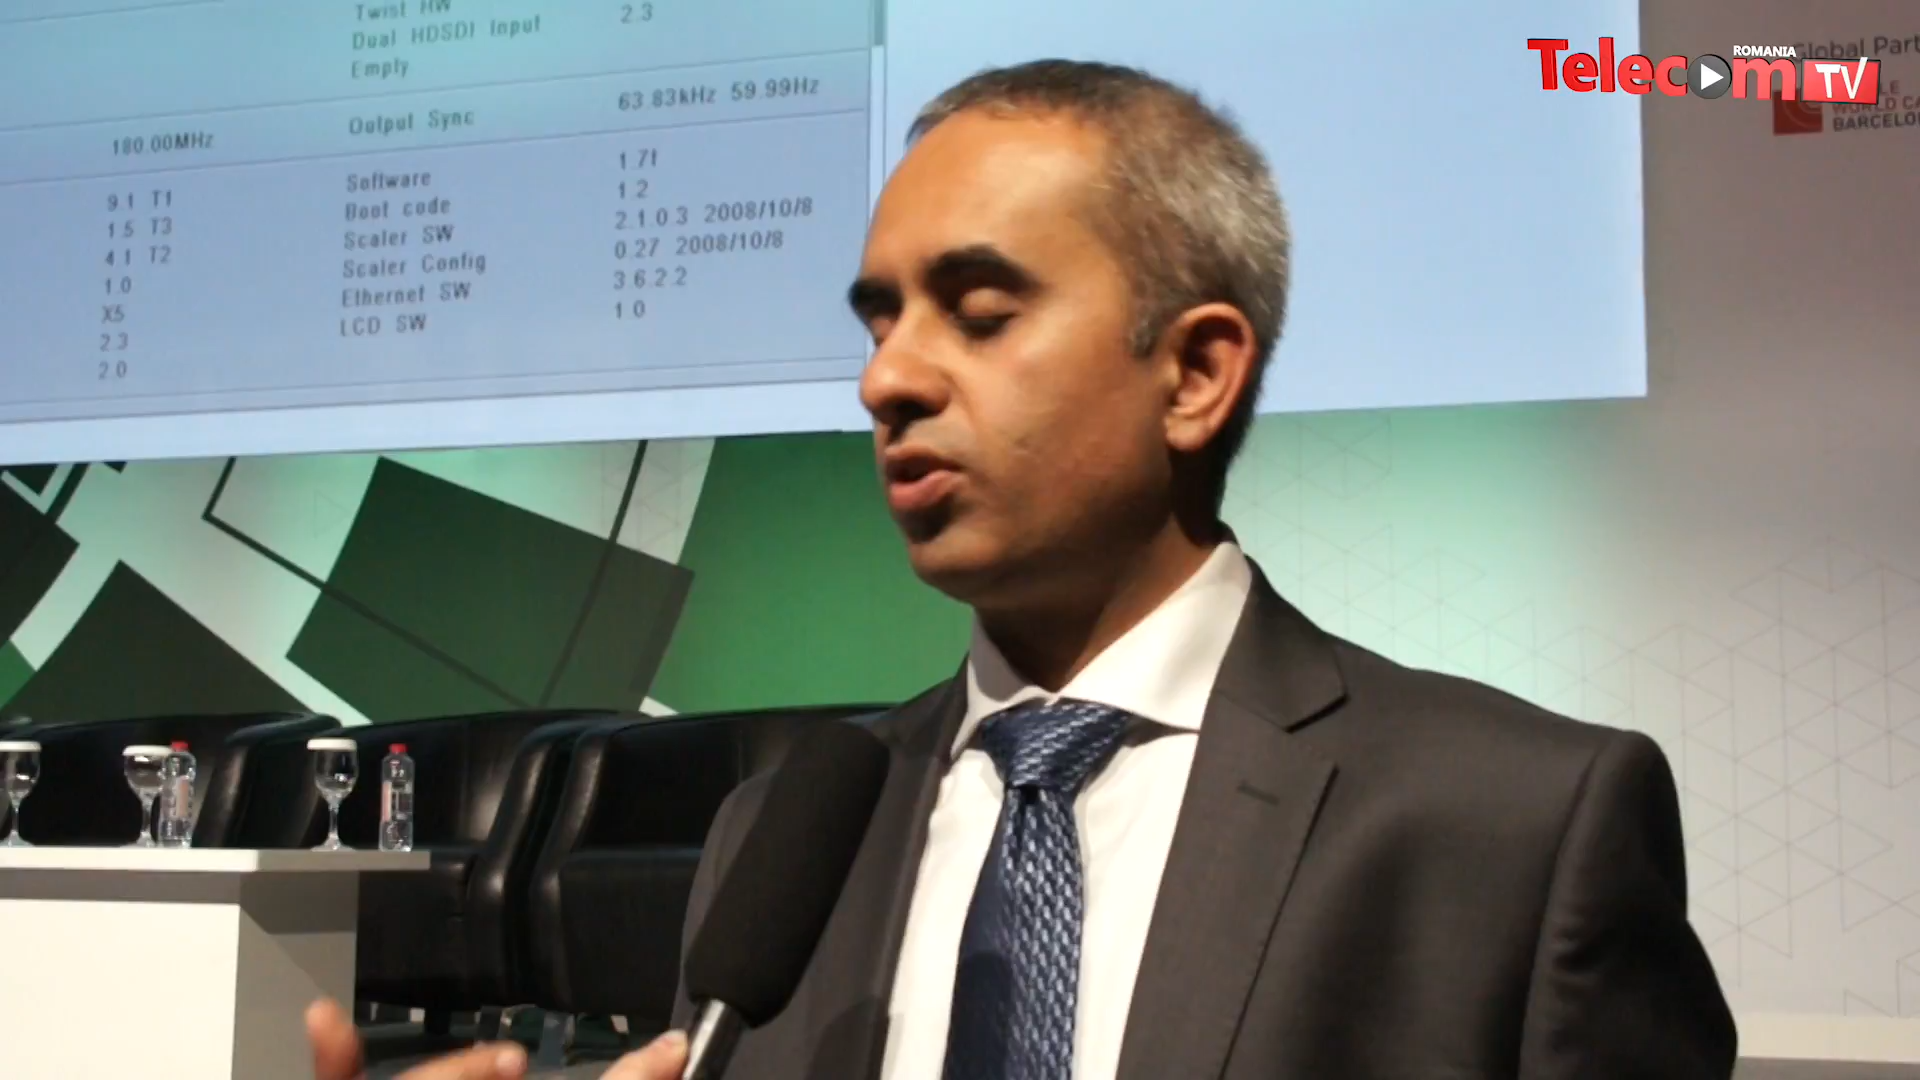 Twist HW
Dual HDSDI Input 2.3
Empty
180.00MHz Output Sync 63.83kHz 59.99Hz
9.1 T1 Software 1.7f
1.5 T3 Boot code 1.2
4.1 T2 Scaler SW 2.1.0.3 2008/10/8
1.0 Scaler Config 0.27 2008/10/8
X5 Ethernet SW 3.6.2.2
2.3 LCD SW 1.0
2.0
ROMANIA
Telecom TV
Global Part
WORLD CA
BARCELO